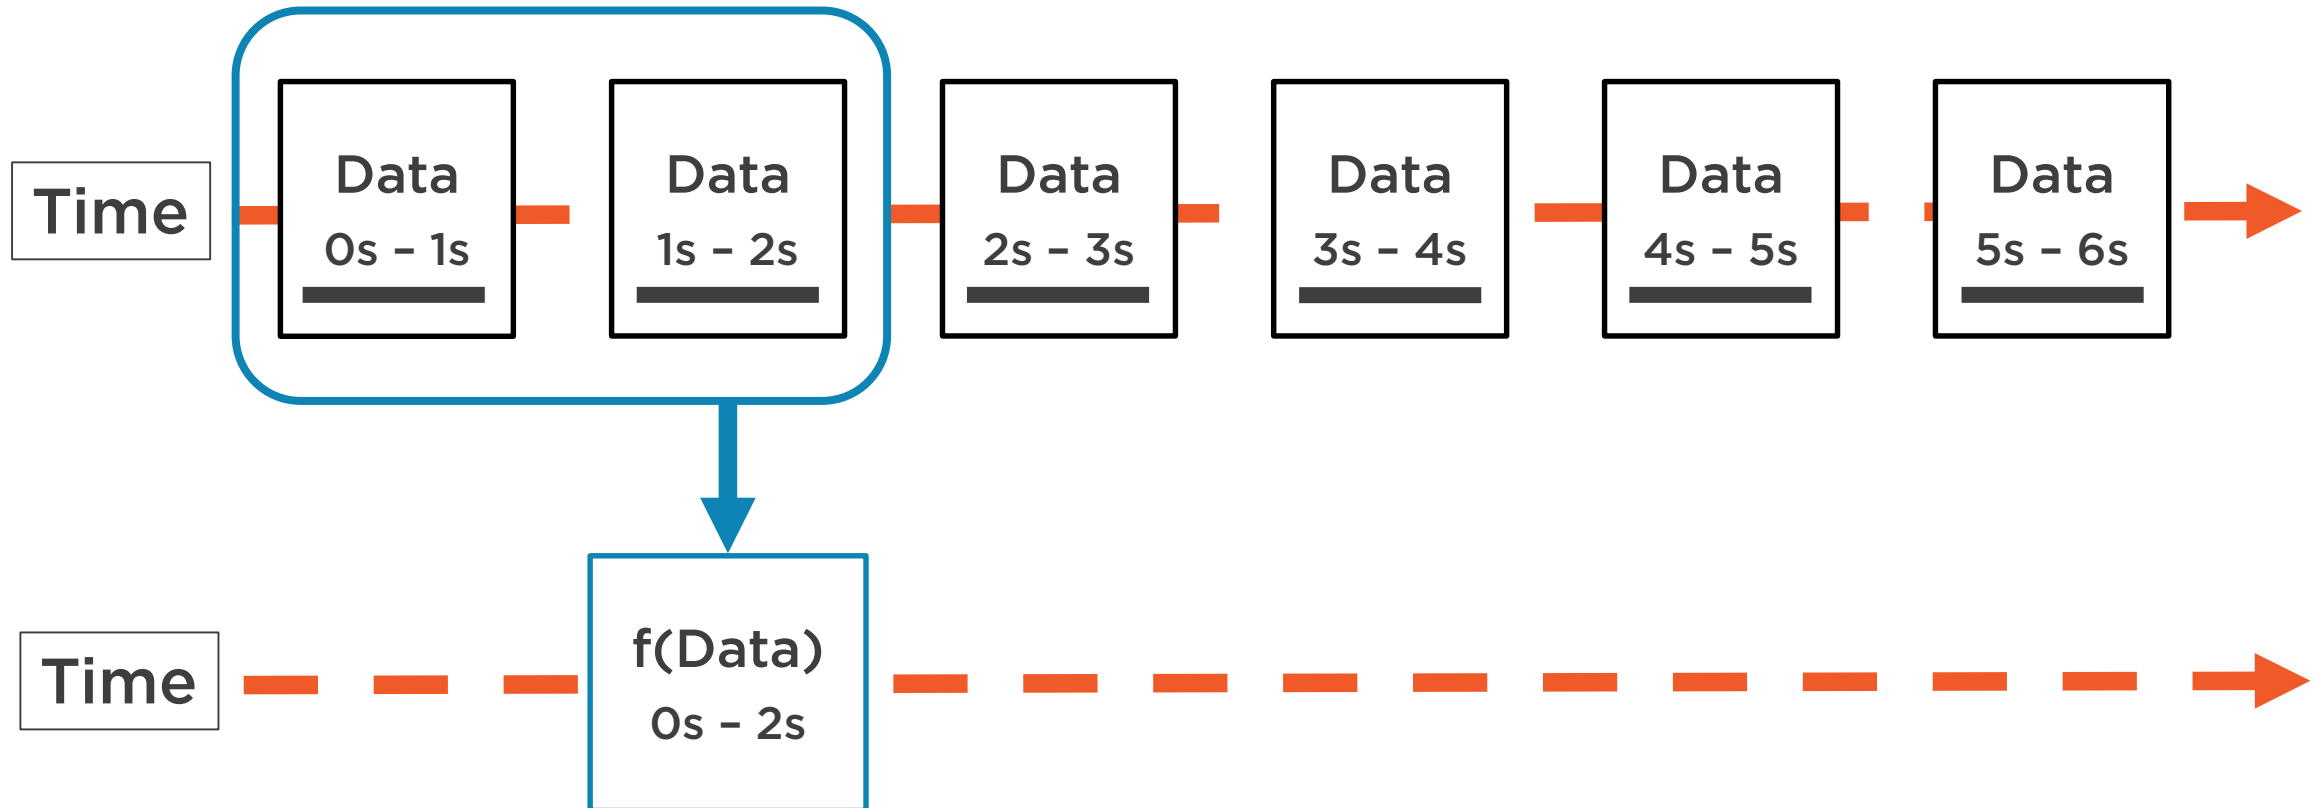 Time
Data
0s – 1s
Data
1s – 2s
Data
2s – 3s
Data
3s – 4s
Data
4s – 5s
Data
5s – 6s
Time
f(Data)
0s – 2s